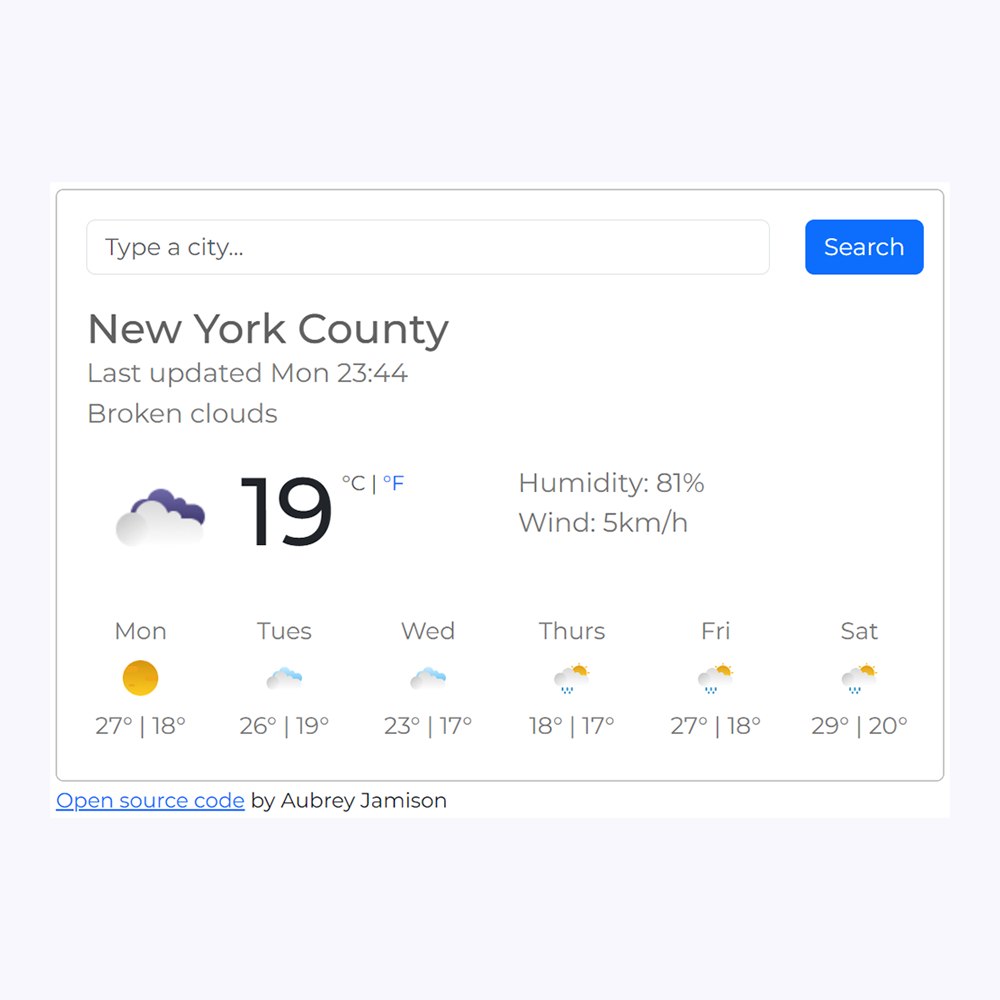 Type a city...
Search
New York County
Last updated Mon 23:44
Broken clouds
19 °C | °F
Humidity: 81%
Wind: 5km/h
Mon Tues Wed Thurs Fri Sat
27° | 18° 26° | 19° 23° | 17° 18° | 17° 27° | 18° 29° | 20°
Open source code by Aubrey Jamison